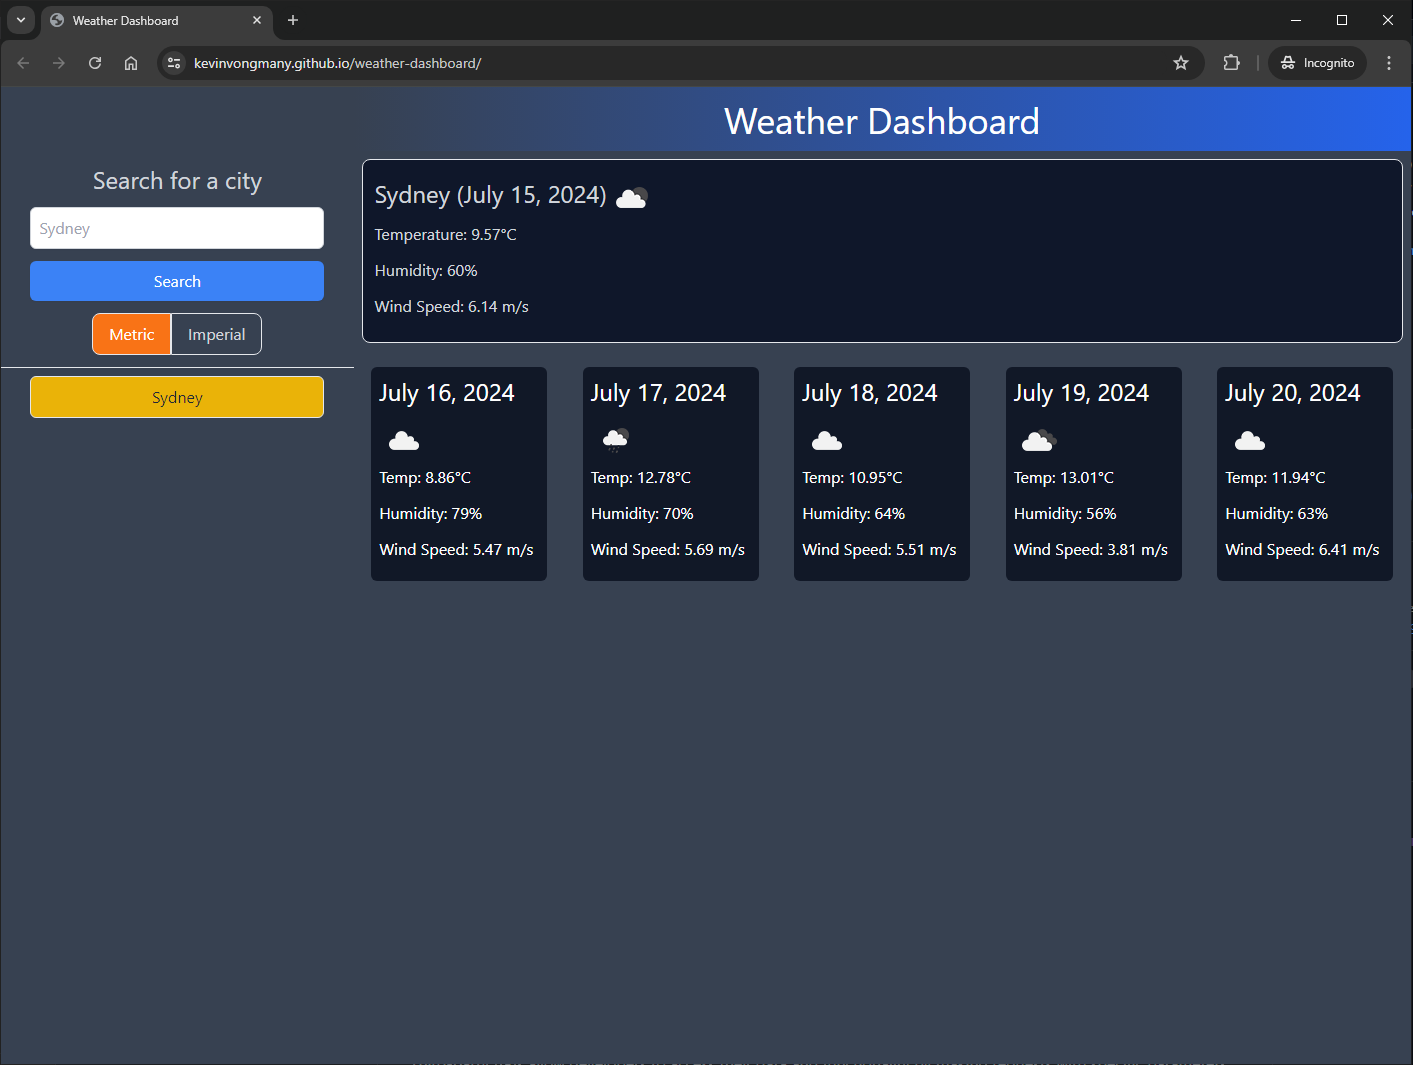 Weather Dashboard
kevinvongmany.github.io/weather-dashboard/
Incognito
Weather Dashboard
Search for a city
Sydney
Search
Metric
Imperial
Sydney
Sydney (July 15, 2024)
Temperature: 9.57°C
Humidity: 60%
Wind Speed: 6.14 m/s
July 16, 2024
Temp: 8.86°C
Humidity: 79%
Wind Speed: 5.47 m/s
July 17, 2024
Temp: 12.78°C
Humidity: 70%
Wind Speed: 5.69 m/s
July 18, 2024
Temp: 10.95°C
Humidity: 64%
Wind Speed: 5.51 m/s
July 19, 2024
Temp: 13.01°C
Humidity: 56%
Wind Speed: 3.81 m/s
July 20, 2024
Temp: 11.94°C
Humidity: 63%
Wind Speed: 6.41 m/s